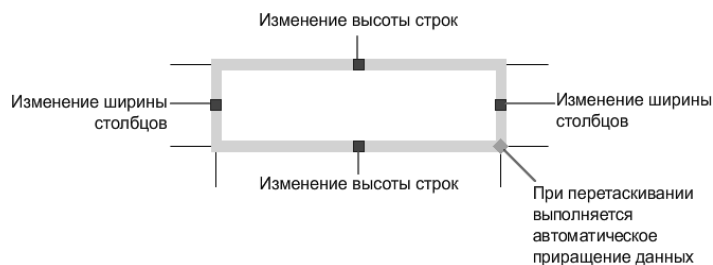 Изменение высоты строк
Изменение ширины
столбцов
Изменение ширины
столбцов
Изменение высоты строк
При перетаскивании
выполняется
автоматическое
приращение данных